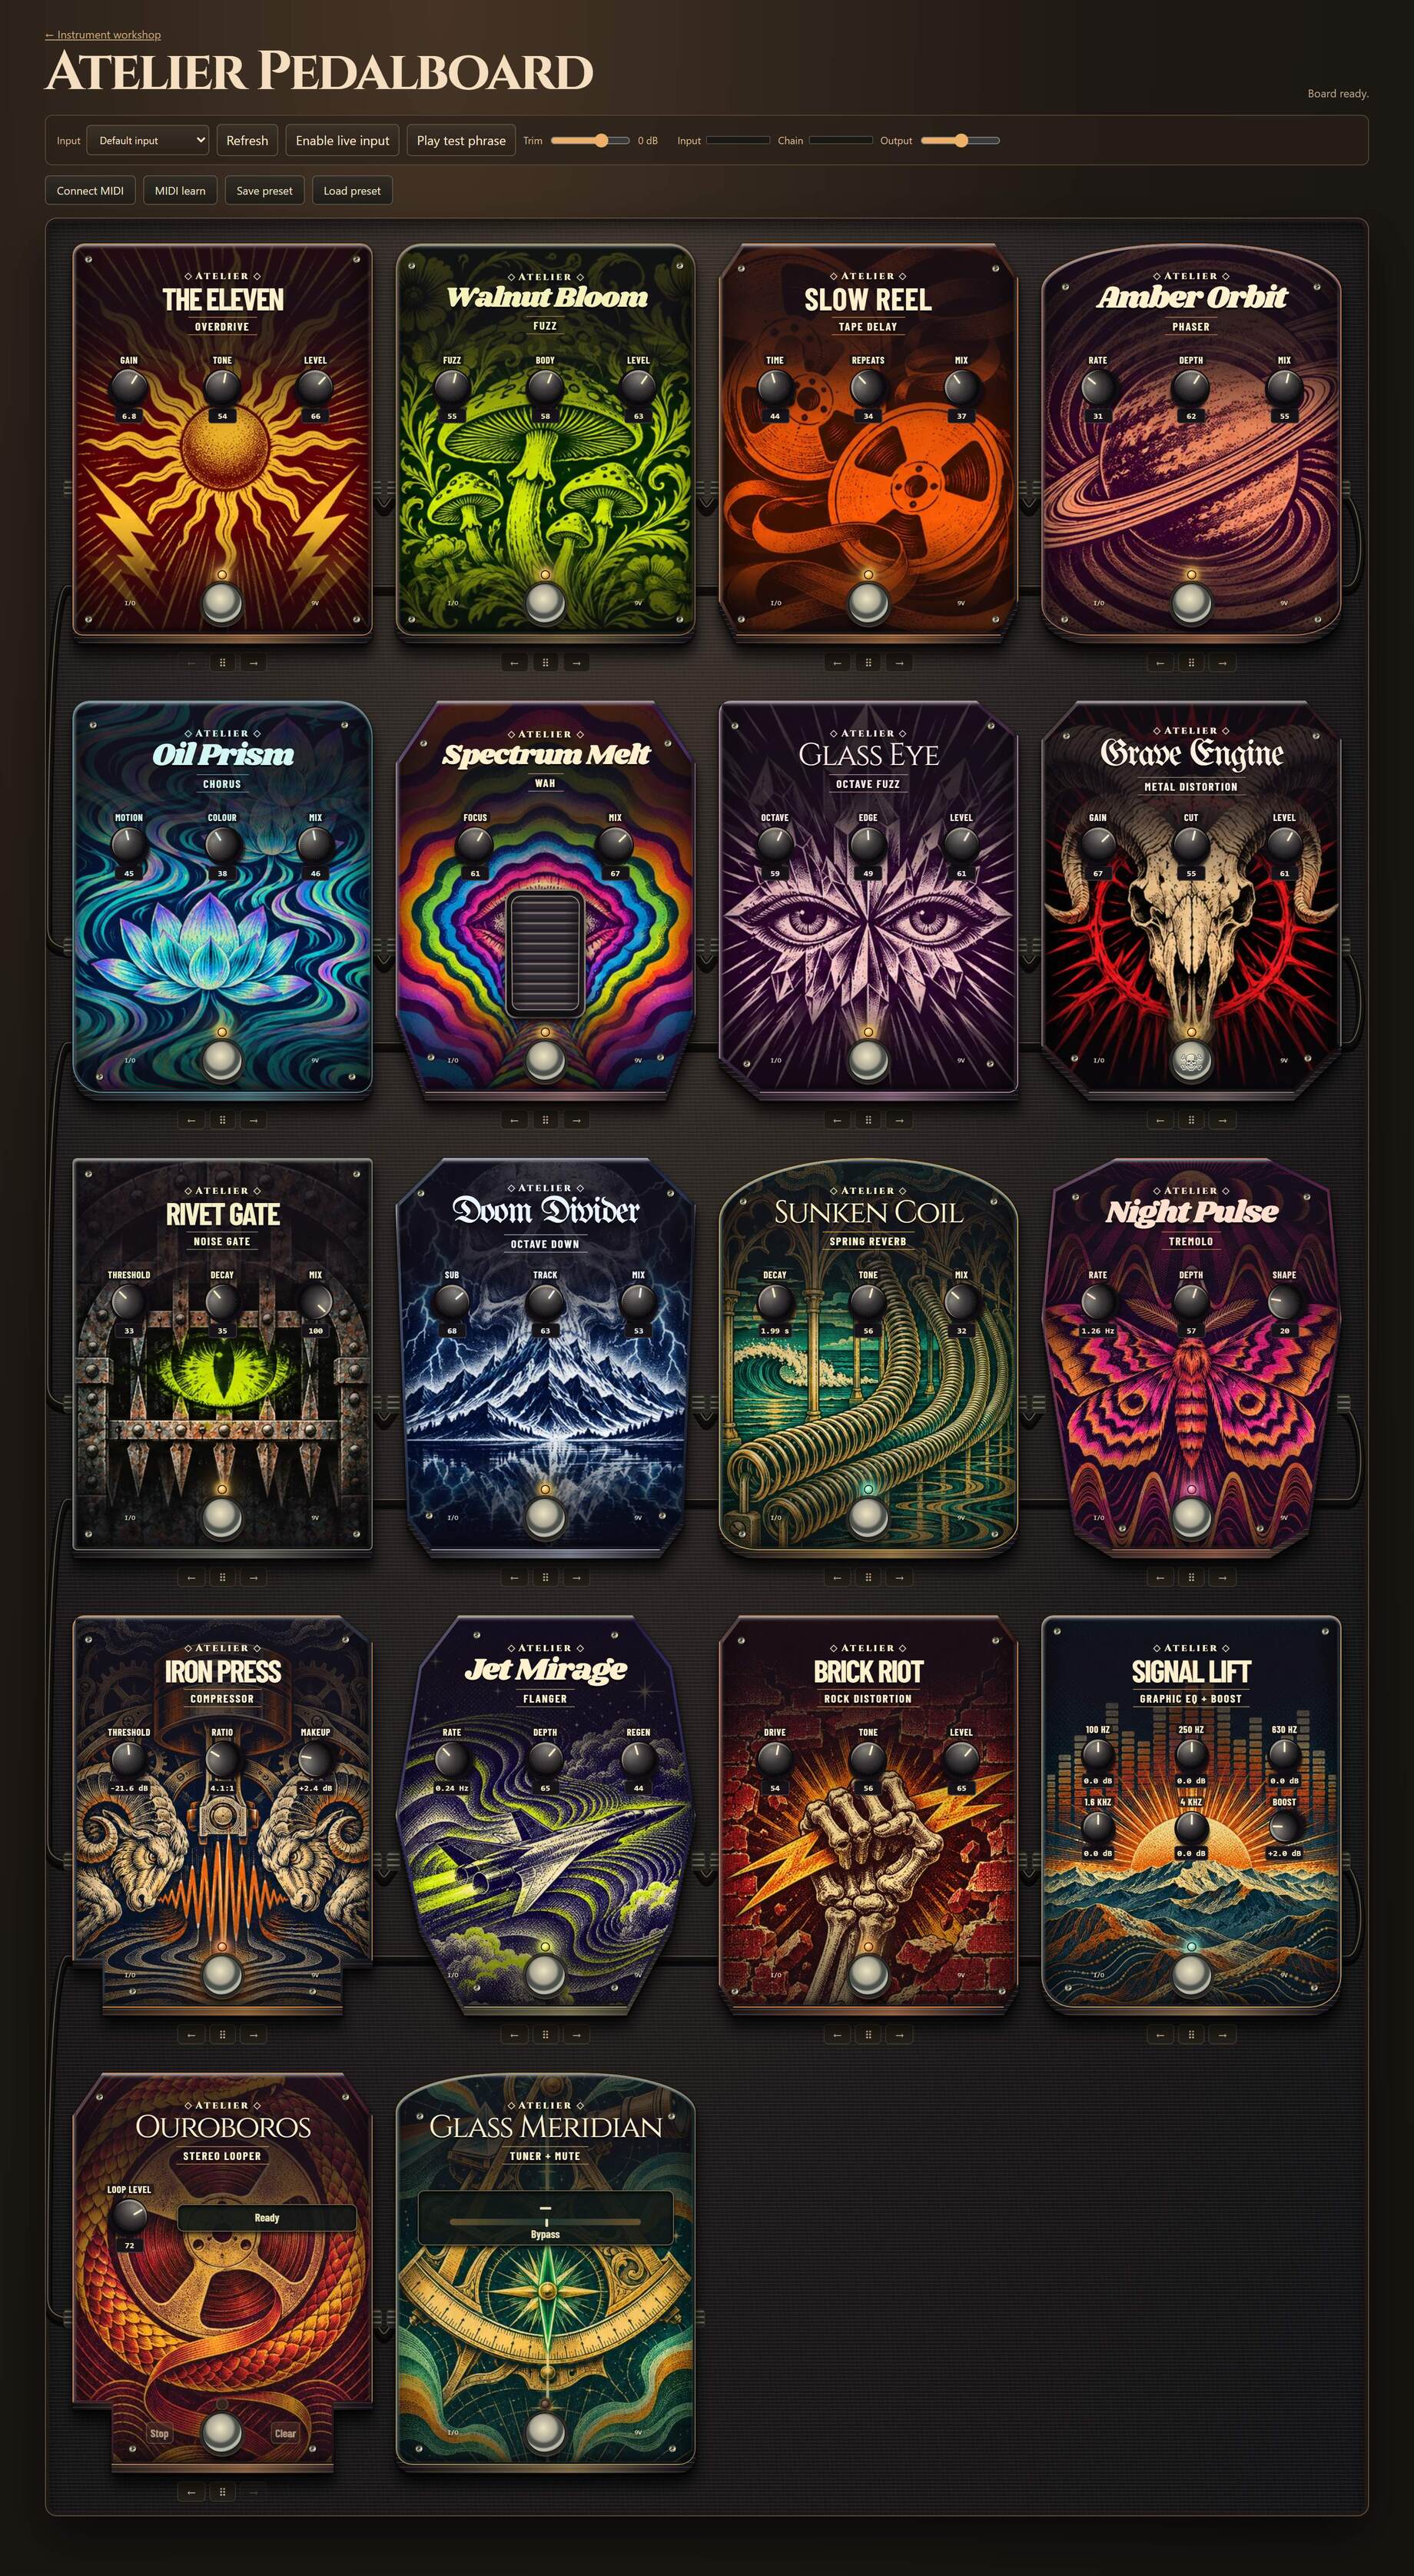 ← Instrument workshop
ATELIER PEDALBOARD
Board ready.
Input Default input Refresh Enable live input Play test phrase Trim 0 dB Input Chain Output
Connect MIDI MIDI learn Save preset Load preset
◇ ATELIER ◇
THE ELEVEN
OVERDRIVE
GAIN TONE LEVEL
6.8 54 66
I/O 9V
← ⠿ →
◇ ATELIER ◇
Walnut Bloom
FUZZ
FUZZ BODY LEVEL
55 58 63
I/O 9V
← ⠿ →
◇ ATELIER ◇
SLOW REEL
TAPE DELAY
TIME REPEATS MIX
44 34 37
I/O 9V
← ⠿ →
◇ ATELIER ◇
Amber Orbit
PHASER
RATE DEPTH MIX
31 62 55
I/O 9V
← ⠿ →
◇ ATELIER ◇
Oil Prism
CHORUS
MOTION COLOUR MIX
45 38 46
I/O 9V
← ⠿ →
◇ ATELIER ◇
Spectrum Melt
WAH
FOCUS MIX
61 67
I/O 9V
← ⠿ →
◇ ATELIER ◇
GLASS EYE
OCTAVE FUZZ
OCTAVE EDGE LEVEL
59 49 61
I/O 9V
← ⠿ →
◇ ATELIER ◇
Grave Engine
METAL DISTORTION
GAIN CUT LEVEL
67 55 61
I/O 9V
← ⠿ →
◇ ATELIER ◇
RIVET GATE
NOISE GATE
THRESHOLD DECAY MIX
33 35 100
I/O 9V
← ⠿ →
◇ ATELIER ◇
Doom Divider
OCTAVE DOWN
SUB TRACK MIX
68 63 53
I/O 9V
← ⠿ →
◇ ATELIER ◇
SUNKEN COIL
SPRING REVERB
DECAY TONE MIX
1.99 s 56 32
I/O 9V
← ⠿ →
◇ ATELIER ◇
Night Pulse
TREMOLO
RATE DEPTH SHAPE
1.26 Hz 57 20
I/O 9V
← ⠿ →
◇ ATELIER ◇
IRON PRESS
COMPRESSOR
THRESHOLD RATIO MAKEUP
-21.6 dB 4.1:1 +2.4 dB
I/O 9V
← ⠿ →
◇ ATELIER ◇
Jet Mirage
FLANGER
RATE DEPTH REGEN
0.24 Hz 65 44
I/O 9V
← ⠿ →
◇ ATELIER ◇
BRICK RIOT
ROCK DISTORTION
DRIVE TONE LEVEL
54 56 65
I/O 9V
← ⠿ →
◇ ATELIER ◇
SIGNAL LIFT
GRAPHIC EQ + BOOST
100 HZ 250 HZ 630 HZ
0.0 dB 0.0 dB 0.0 dB
1.6 KHZ 4 KHZ BOOST
0.0 dB 0.0 dB +2.0 dB
I/O 9V
← ⠿ →
◇ ATELIER ◇
OUROBOROS
STEREO LOOPER
LOOP LEVEL
Ready
72
Stop Clear
← ⠿ →
◇ ATELIER ◇
GLASS MERIDIAN
TUNER + MUTE
—
Bypass
I/O 9V